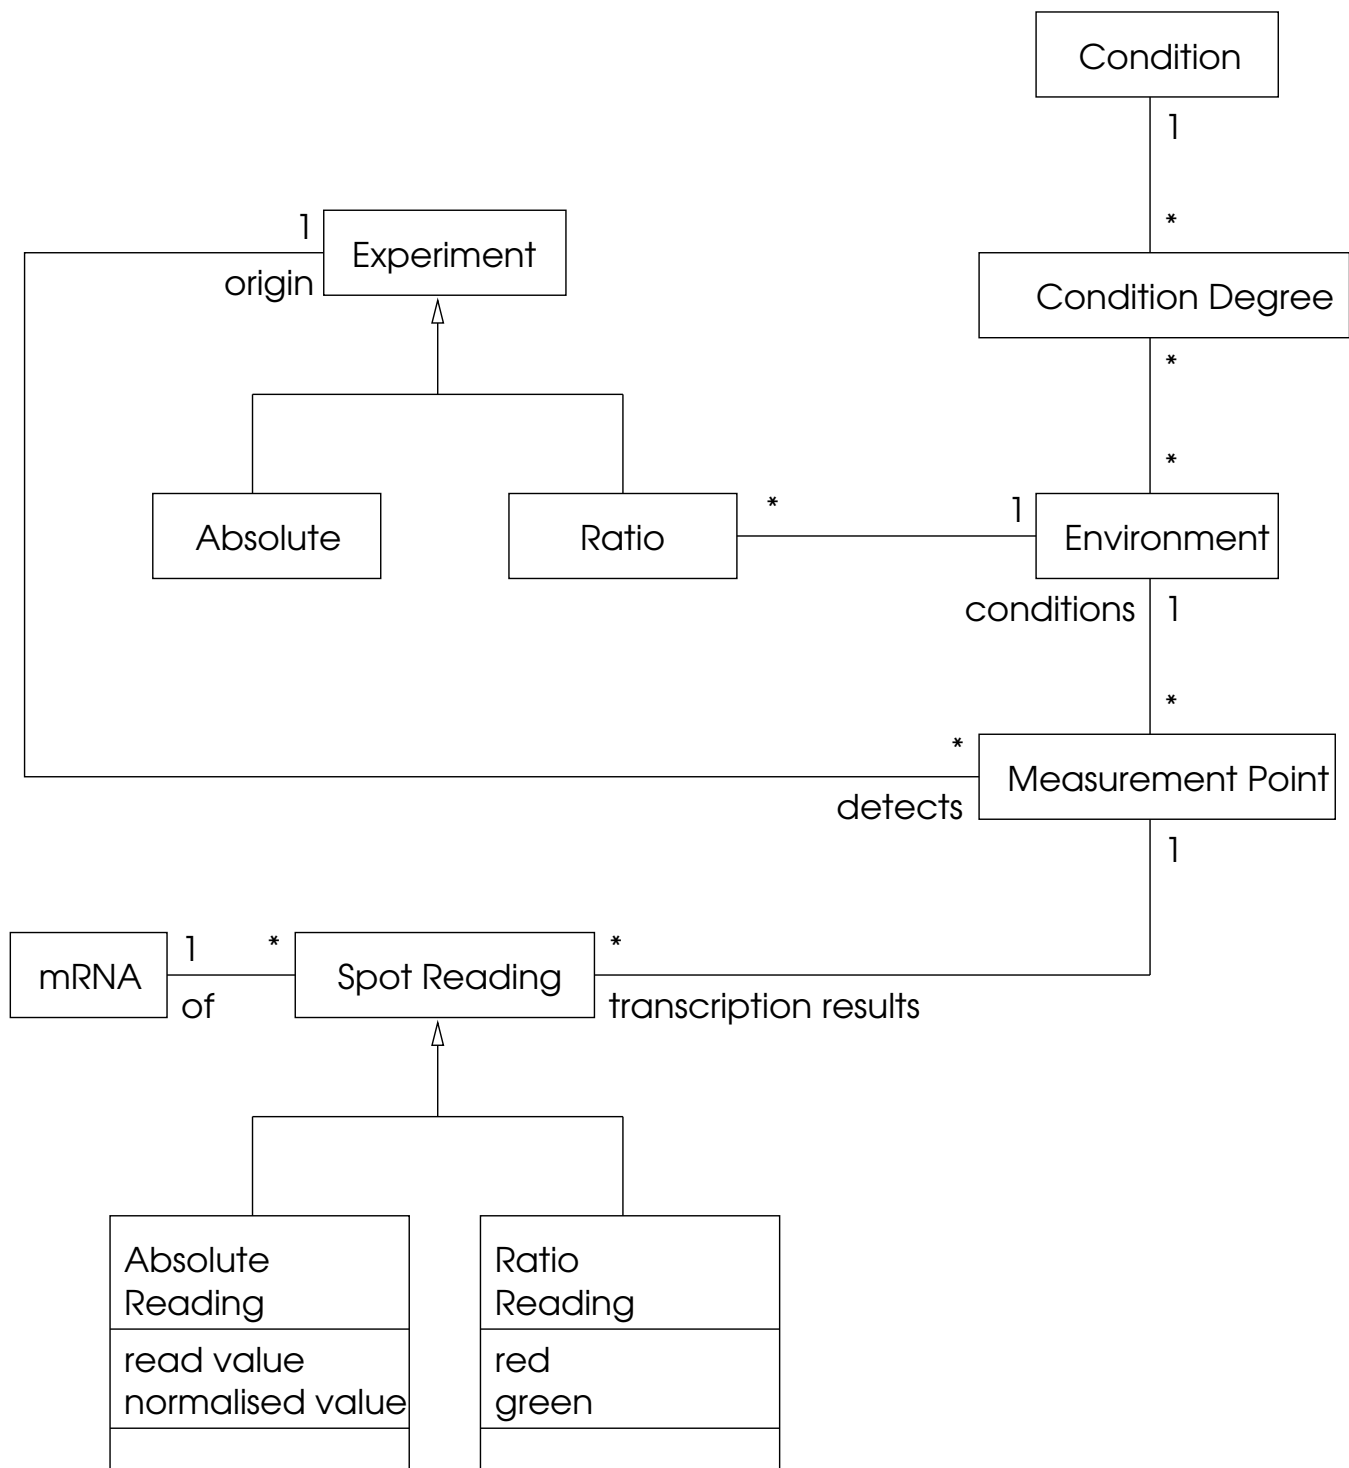 Condition
1
*
1
Experiment
origin
Condition Degree
*
*
*
1
Absolute
Ratio
Environment
conditions
1
*
*
Measurement Point
detects
1
1
*
*
mRNA
Spot Reading
of
transcription results
Absolute
Reading
read value
normalised value
Ratio
Reading
red
green